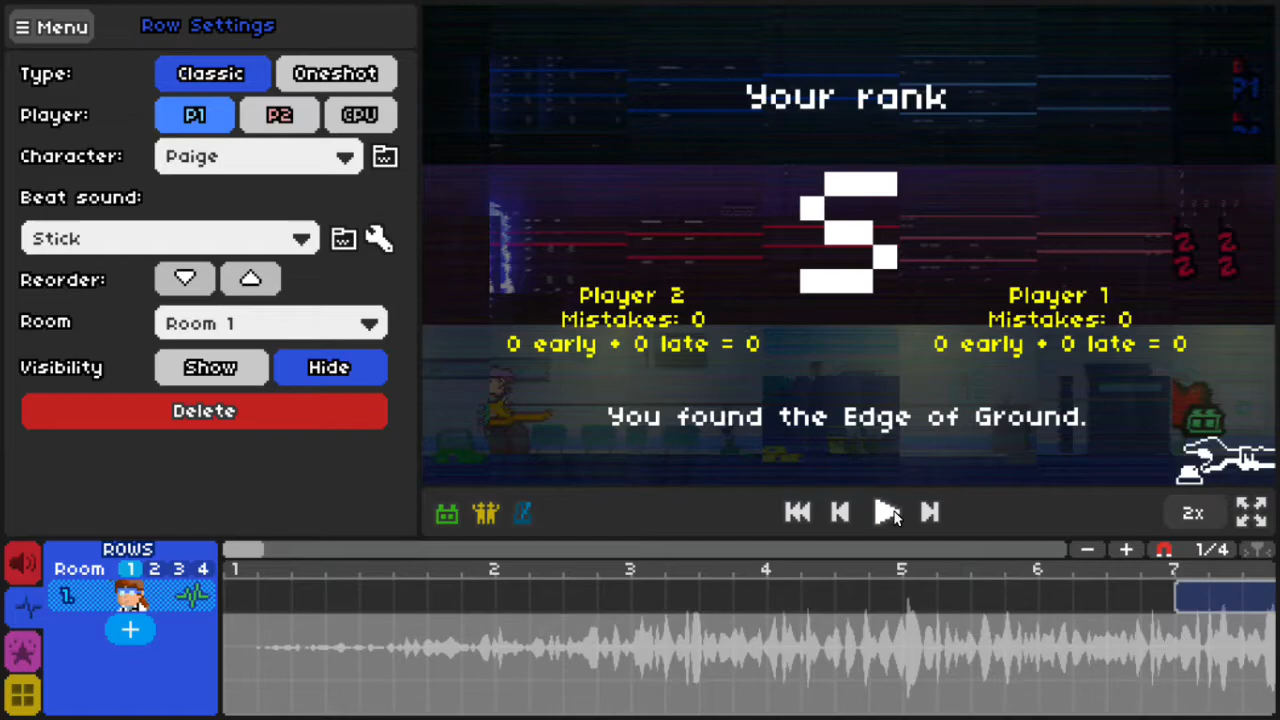 Menu
Row Settings
Type:
Classic
Oneshot
Player:
P1
P2
CPU
Character:
Paige
Beat sound:
Stick
Reorder:
Room
Room 1
Visibility
Show
Hide
Delete
Your rank
S
P1
Player 2
Mistakes: 0
0 early + 0 late = 0
Player 1
Mistakes: 0
0 early + 0 late = 0
You found the Edge of Ground.
2x
ROWS
Room 1 2 3 4
1/4
1 2 3 4 5 6 7